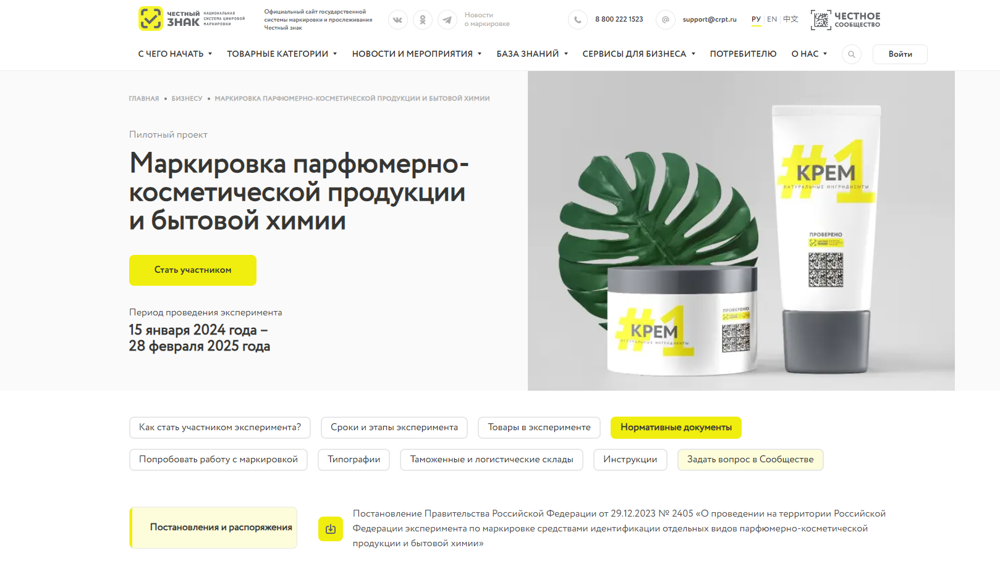 ЧЕСТНЫЙ
ЗНАК
НАЦИОНАЛЬНАЯ
СИСТЕМА ЦИФРОВОЙ
МАРКИРОВКИ
Официальный сайт государственной
системы маркировки и прослеживания
Честный знак
Новости
о маркировке
8 800 222 1523
support@crpt.ru
РУ
EN
中文
ЧЕСТНОЕ
СООБЩЕСТВО
С ЧЕГО НАЧАТЬ
ТОВАРНЫЕ КАТЕГОРИИ
НОВОСТИ И МЕРОПРИЯТИЯ
БАЗА ЗНАНИЙ
СЕРВИСЫ ДЛЯ БИЗНЕСА
ПОТРЕБИТЕЛЮ
О НАС
Войти
ГЛАВНАЯ • БИЗНЕСУ • МАРКИРОВКА ПАРФЮМЕРНО-КОСМЕТИЧЕСКОЙ ПРОДУКЦИИ И БЫТОВОЙ ХИМИИ
Пилотный проект
Маркировка парфюмерно-
косметической продукции
и бытовой химии
Стать участником
Период проведения эксперимента
15 января 2024 года –
28 февраля 2025 года
#1
КРЕМ
НАТУРАЛЬНЫЕ ИНГРИДИЕНТЫ
ПРОВЕРЕНО
#1
КРЕМ
НАТУРАЛЬНЫЕ ИНГРИДИЕНТЫ
ПРОВЕРЕНО
Как стать участником эксперимента?
Сроки и этапы эксперимента
Товары в эксперименте
Нормативные документы
Попробовать работу с маркировкой
Типографии
Таможенные и логистические склады
Инструкции
Задать вопрос в Сообществе
Постановления и распоряжения
Постановление Правительства Российской Федерации от 29.12.2023 № 2405 «О проведении на территории Российской
Федерации эксперимента по маркировке средствами идентификации отдельных видов парфюмерно-косметической
продукции и бытовой химии»